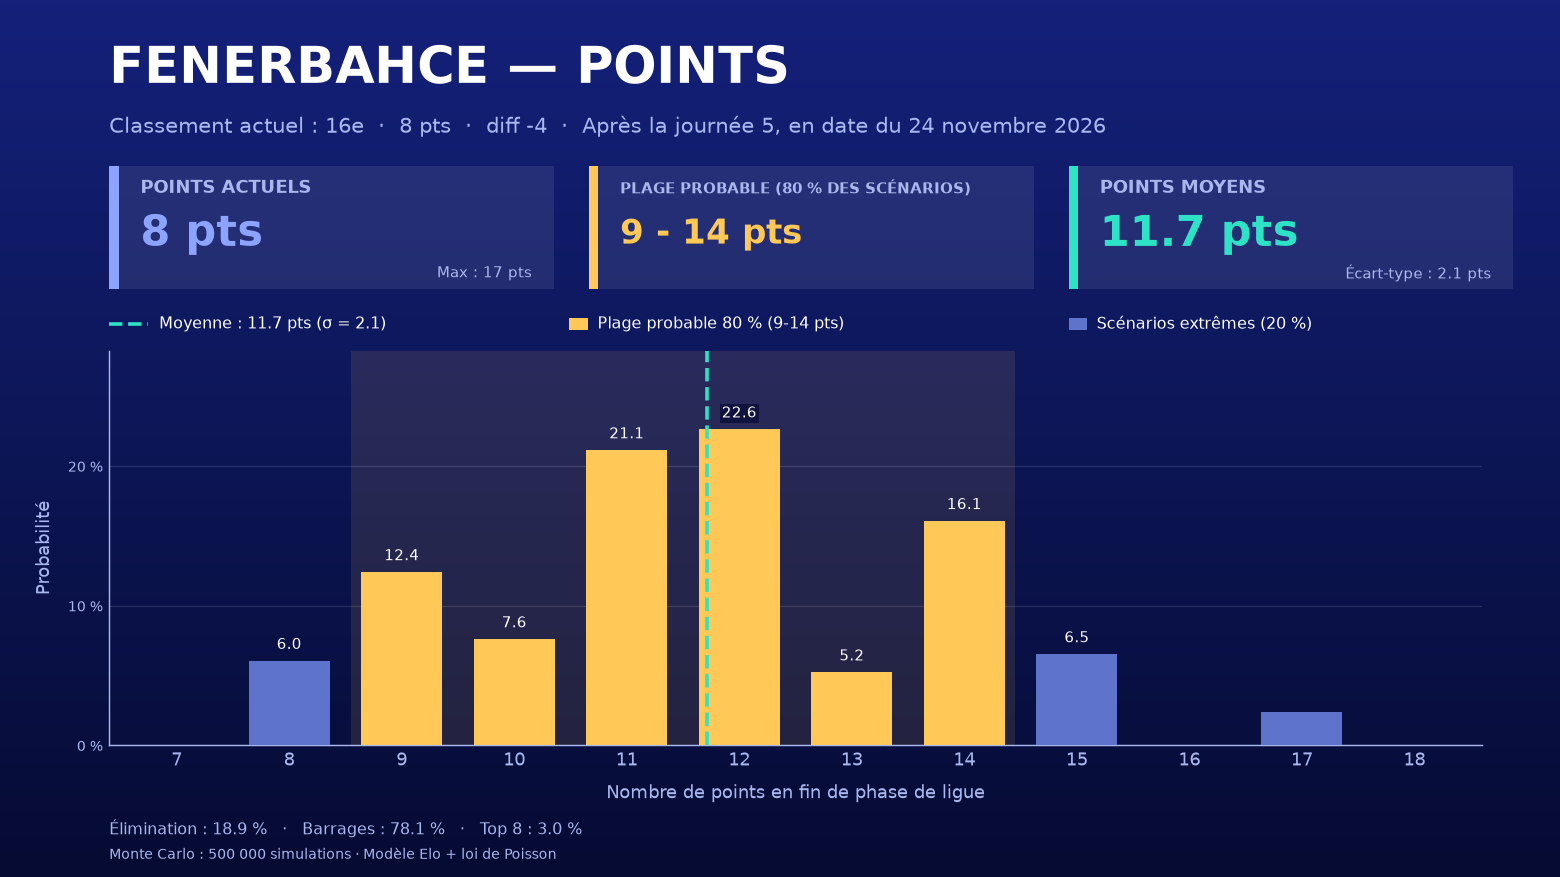 FENERBAHCE — POINTS
Classement actuel : 16e · 8 pts · diff -4 · Après la journée 5, en date du 24 novembre 2026
POINTS ACTUELS
8 pts
Max : 17 pts
PLAGE PROBABLE (80 % DES SCÉNARIOS)
9 - 14 pts
POINTS MOYENS
11.7 pts
Écart-type : 2.1 pts
Moyenne : 11.7 pts (σ = 2.1)
Plage probable 80 % (9-14 pts)
Scénarios extrêmes (20 %)
Probabilité
20 %
10 %
0 %
6.0
12.4
7.6
21.1
22.6
5.2
16.1
6.5
7 8 9 10 11 12 13 14 15 16 17 18
Nombre de points en fin de phase de ligue
Élimination : 18.9 % · Barrages : 78.1 % · Top 8 : 3.0 %
Monte Carlo : 500 000 simulations · Modèle Elo + loi de Poisson